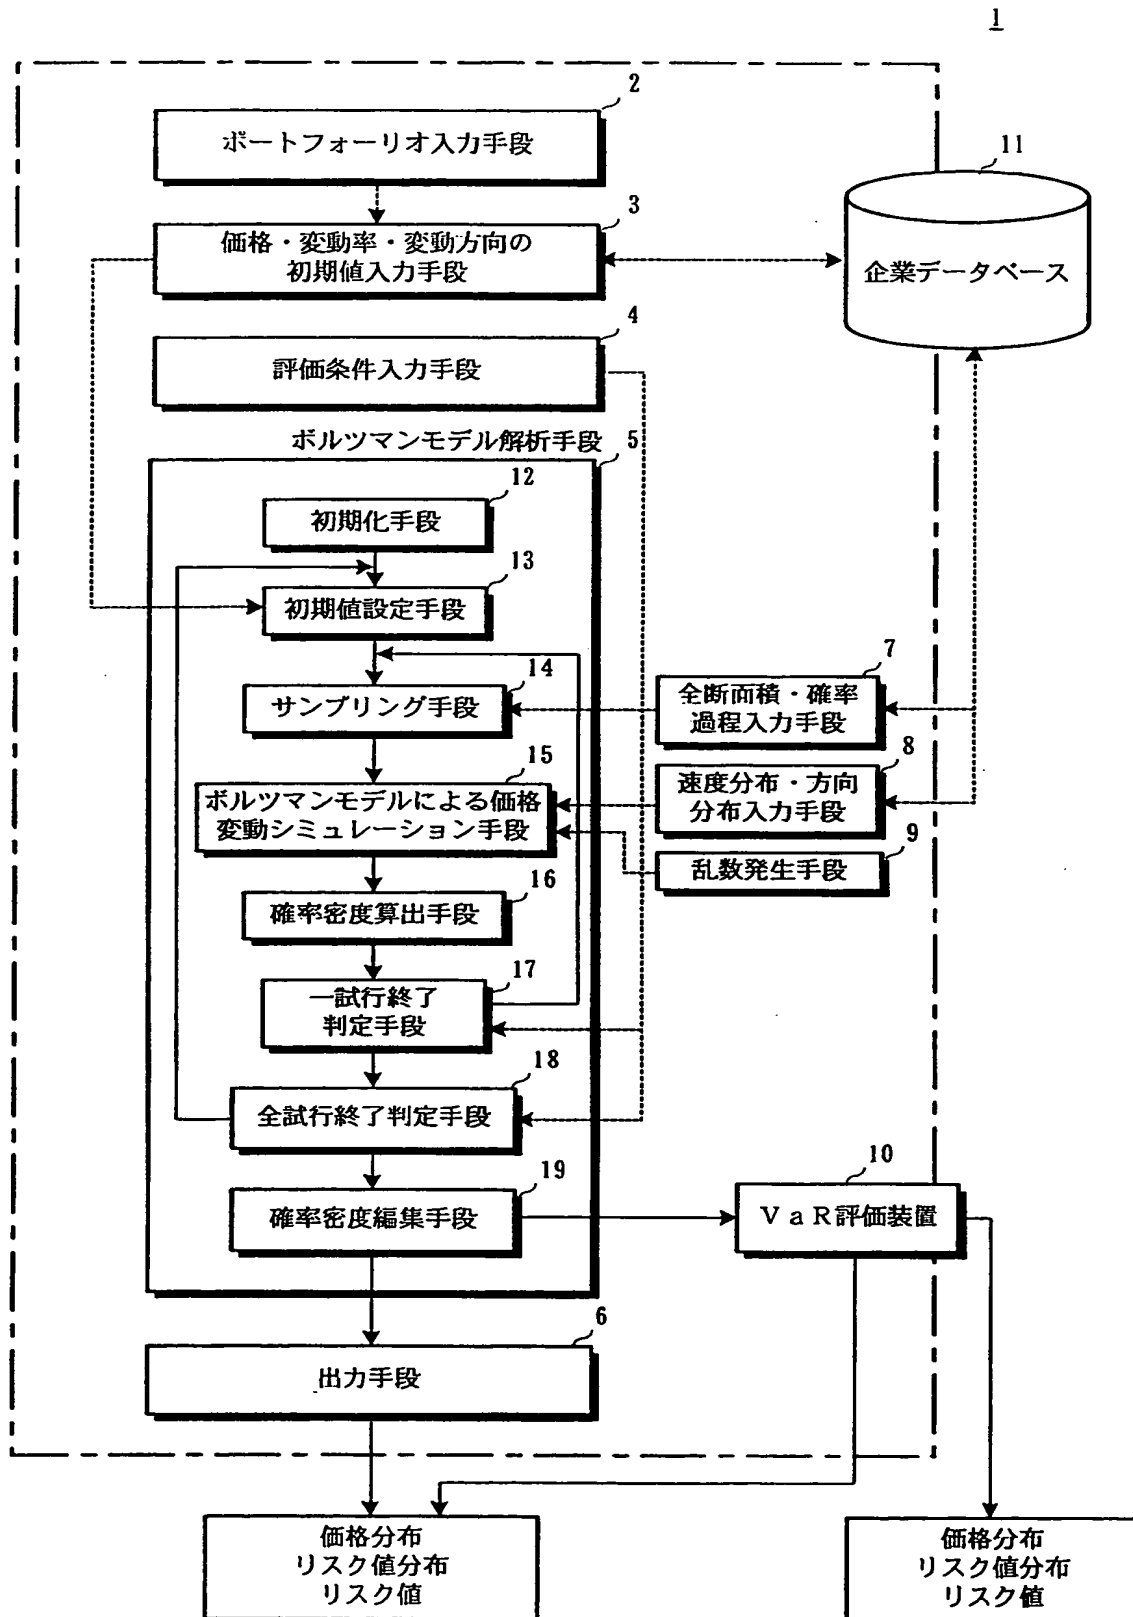 1
2
ポートフォーリオ入力手段
3
価格・変動率・変動方向の
初期値入力手段
11
企業データベース
4
評価条件入力手段
ボルツマンモデル解析手段
5
12
初期化手段
13
初期値設定手段
14
サンプリング手段
7
全断面積・確率
過程入力手段
15
ボルツマンモデルによる価格
変動シミュレーション手段
8
速度分布・方向
分布入力手段
9
乱数発生手段
16
確率密度算出手段
17
一試行終了
判定手段
18
全試行終了判定手段
19
確率密度編集手段
10
VaR評価装置
6
出力手段
価格分布
リスク値分布
リスク値
価格分布
リスク値分布
リスク値